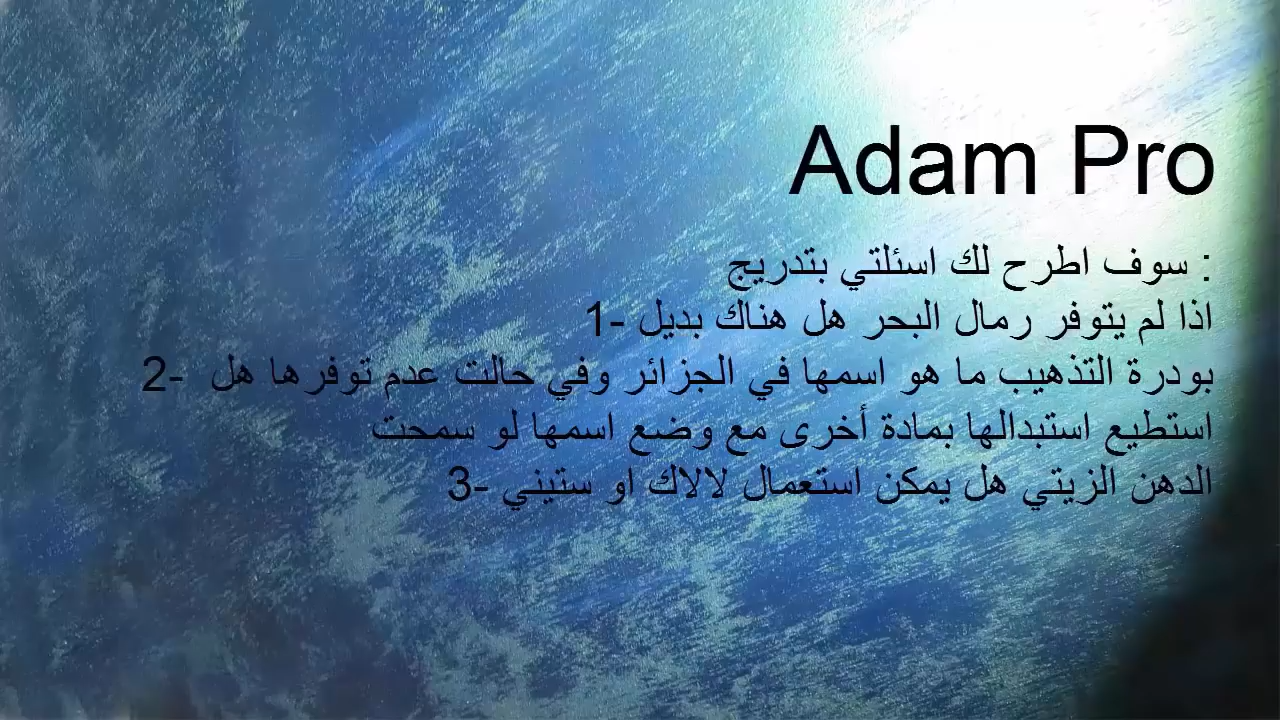 Adam Pro
: سوف اطرح لك اسئلتي بتدريج
اذا لم يتوفر رمال البحر هل هناك بديل -1
بودرة التذهيب ما هو اسمها في الجزائر وفي حالت عدم توفرها هل -2
استطيع استبدالها بمادة أخرى مع وضع اسمها لو سمحت
الدهن الزيتي هل يمكن استعمال لالاك او ستيني -3